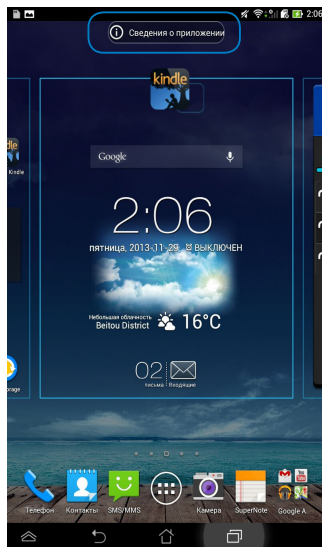 2:06
Сведения о приложении
kindle
Kindle
Google
2:06
пятница, 2013-11-29 ВЫКЛЮЧЕН
Небольшая облачность
Beitou District
16°C
orage
02
письма Входящие
Телефон
Контакты
SMS/MMS
Камера
SuperNote
Google A